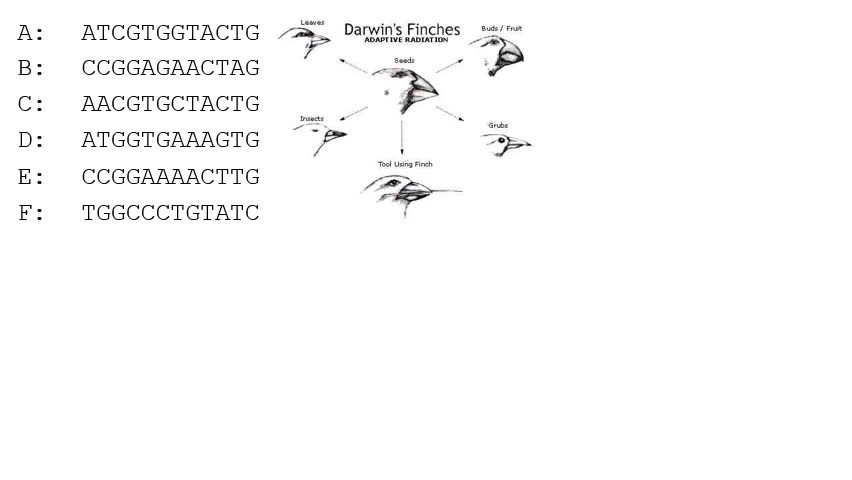 A: ATCGTGGTACTG
B: CCGGAGAACTAG
C: AACGTGCTACTG
D: ATGGTGAAAGTG
E: CCGGAAAACTTG
F: TGGCCCTGTATC
Darwin's Finches
ADAPTIVE RADIATION
Leaves
Buds / Fruit
Seeds
Insects
Grubs
Tool Using Finch